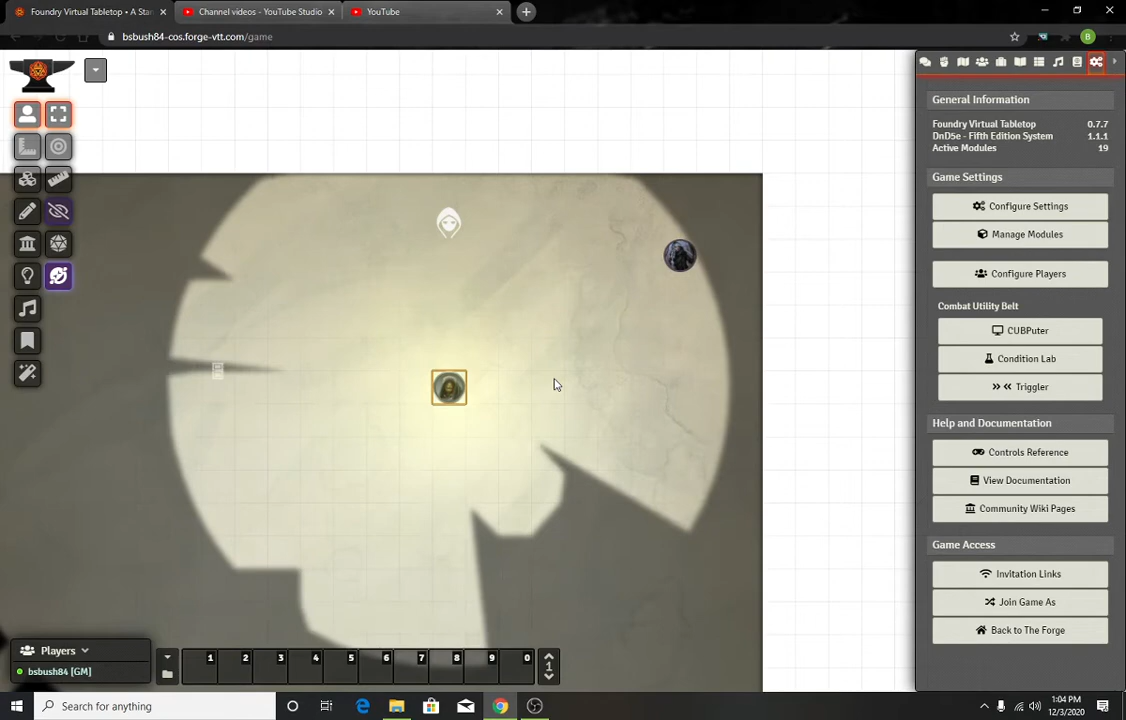 Foundry Virtual Tabletop • A Sta
Channel videos - YouTube Studio
YouTube
bsbush84-cos.forge-vtt.com/game
B
General Information
Foundry Virtual Tabletop 0.7.7
DnD5e - Fifth Edition System 1.1.1
Active Modules 19
Game Settings
Configure Settings
Manage Modules
Configure Players
Combat Utility Belt
CUBPuter
Condition Lab
Triggler
Help and Documentation
Controls Reference
View Documentation
Community Wiki Pages
Game Access
Invitation Links
Join Game As
Back to The Forge
Players
bsbush84 [GM]
1 2 3 4 5 6 7 8 9 0
1
Search for anything
1:04 PM
12/3/2020